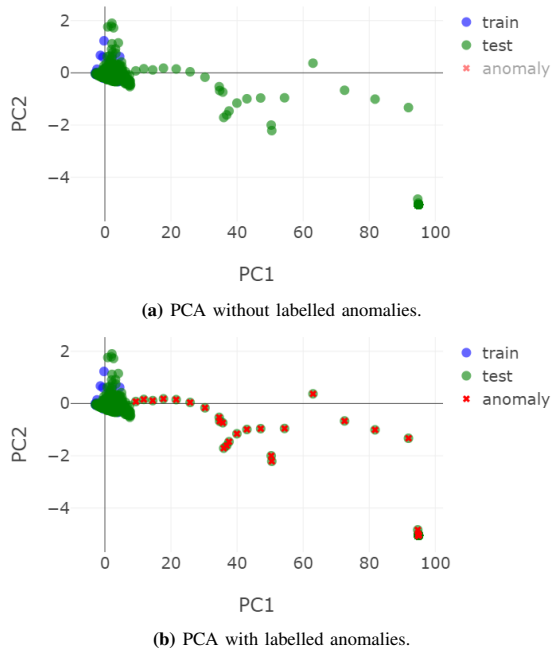 2
0
−2
−4
PC2
0
20
40
60
80
100
PC1
train
test
anomaly
(a) PCA without labelled anomalies.
2
0
−2
−4
PC2
0
20
40
60
80
100
PC1
train
test
anomaly
(b) PCA with labelled anomalies.